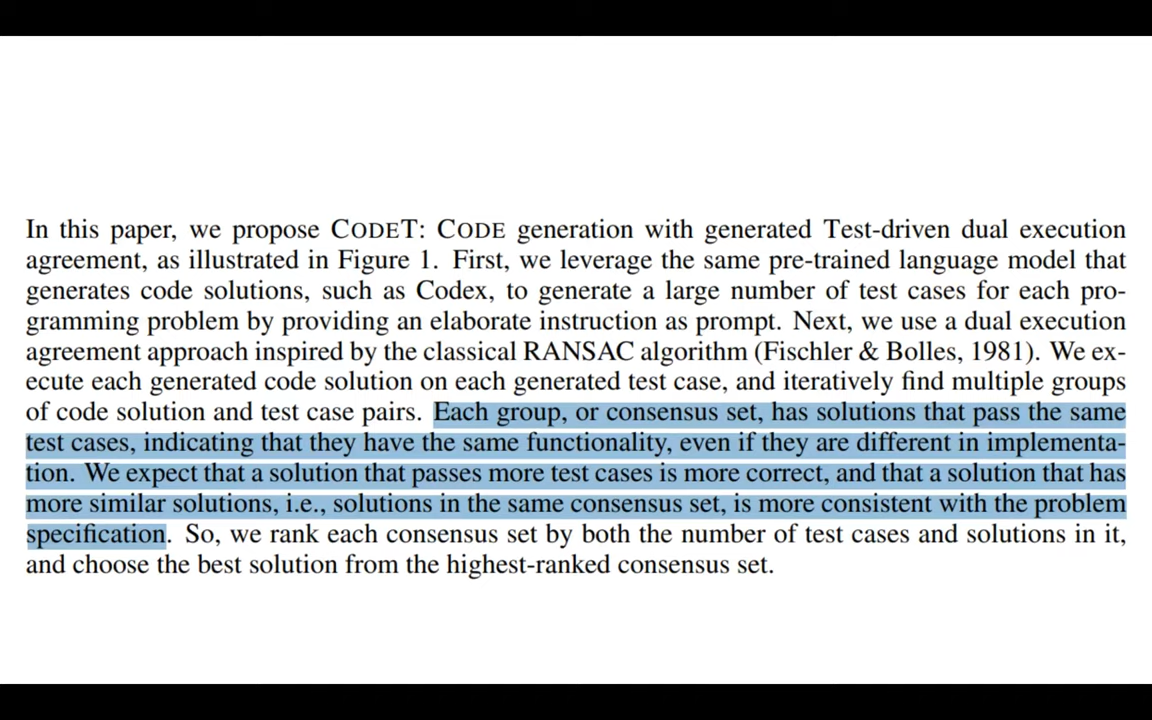 In this paper, we propose CODET: CODE generation with generated Test-driven dual execution
agreement, as illustrated in Figure 1. First, we leverage the same pre-trained language model that
generates code solutions, such as Codex, to generate a large number of test cases for each pro-
gramming problem by providing an elaborate instruction as prompt. Next, we use a dual execution
agreement approach inspired by the classical RANSAC algorithm (Fischler & Bolles, 1981). We ex-
ecute each generated code solution on each generated test case, and iteratively find multiple groups
of code solution and test case pairs. Each group, or consensus set, has solutions that pass the same
test cases, indicating that they have the same functionality, even if they are different in implementa-
tion. We expect that a solution that passes more test cases is more correct, and that a solution that has
more similar solutions, i.e., solutions in the same consensus set, is more consistent with the problem
specification. So, we rank each consensus set by both the number of test cases and solutions in it,
and choose the best solution from the highest-ranked consensus set.